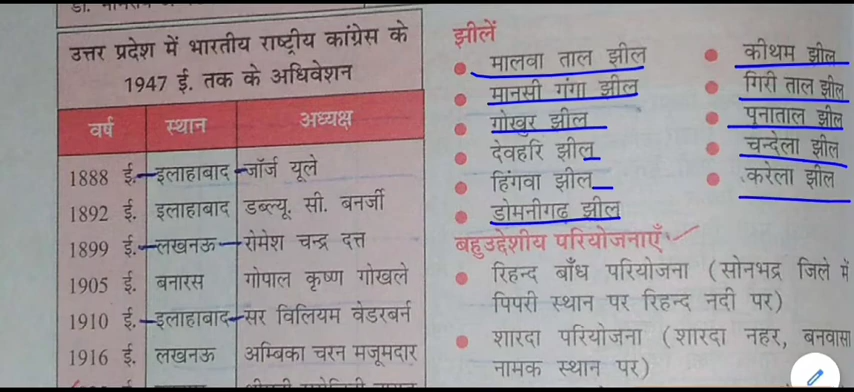 उत्तर प्रदेश में भारतीय राष्ट्रीय कांग्रेस के
1947 ई. तक के अधिवेशन
वर्ष स्थान अध्यक्ष
1888 ई. इलाहाबाद जॉर्ज यूले
1892 ई. इलाहाबाद डब्ल्यू. सी. बनर्जी
1899 ई. लखनऊ रोमेश चन्द्र दत्त
1905 ई. बनारस गोपाल कृष्ण गोखले
1910 ई. इलाहाबाद सर विलियम वेडरबर्न
1916 ई. लखनऊ अम्बिका चरन मजूमदार
झीलें
मालवा ताल झील
मानसी गंगा झील
गोखुर झील
देवहरि झील
हिंगवा झील
डोमनीगढ़ झील
कीथम झील
गिरी ताल झील
पूनाताल झील
चन्देला झील
करेला झील
बहुउद्देशीय परियोजनाएँ
रिहन्द बाँध परियोजना (सोनभद्र जिले में
पिपरी स्थान पर रिहन्द नदी पर)
शारदा परियोजना (शारदा नहर, बनवासा
नामक स्थान पर)